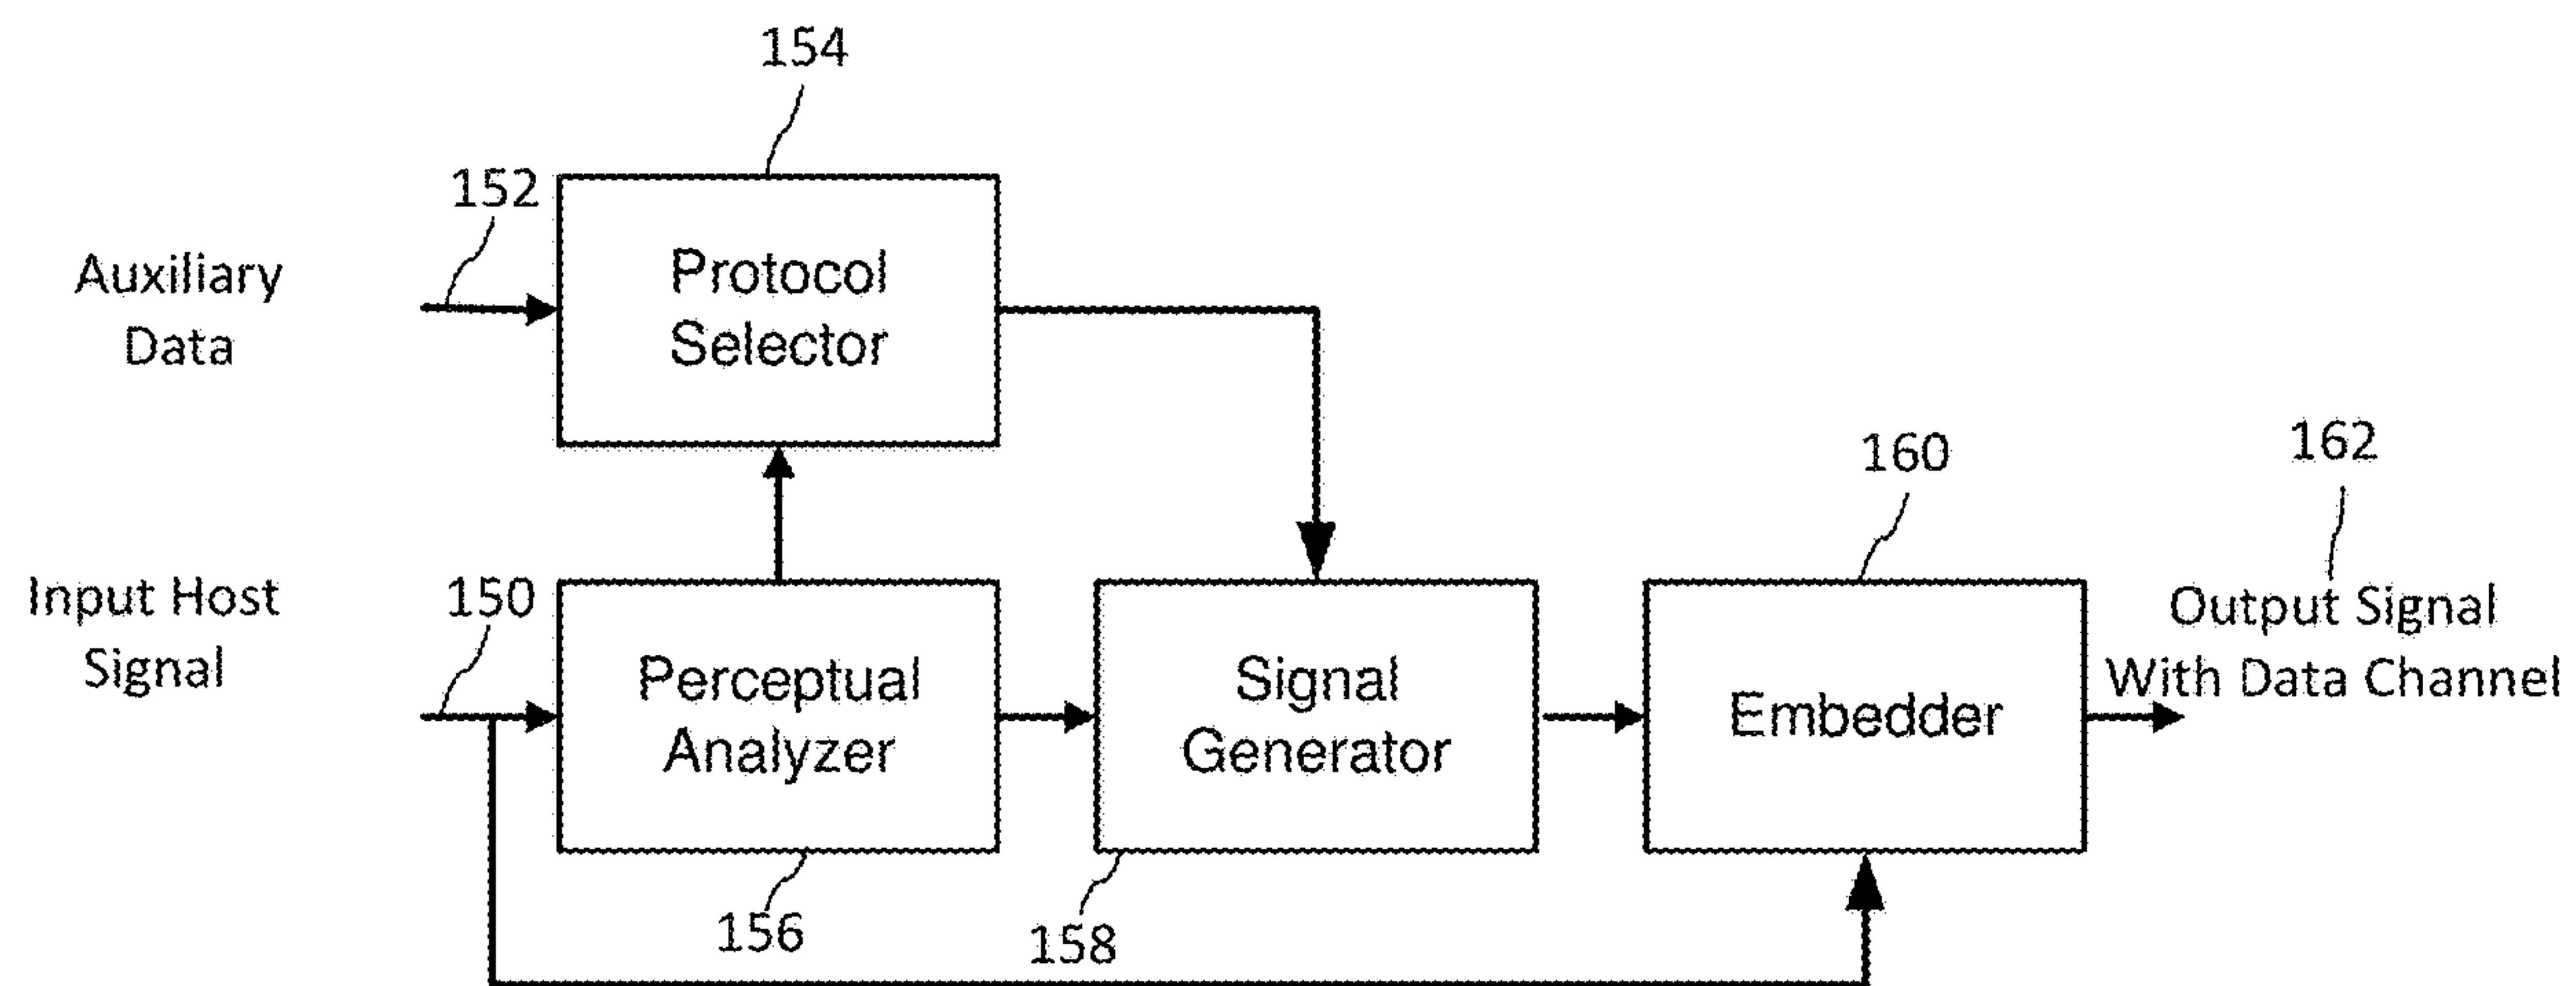 154
152
Auxiliary
Data
Protocol
Selector
160
162
Input Host
Signal
150
Perceptual
Analyzer
Signal
Generator
Embedder
Output Signal
With Data Channel
156
158